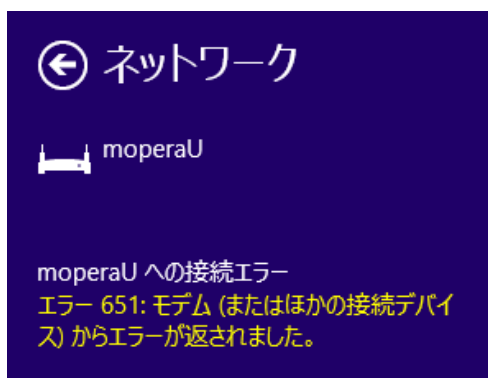 ネットワーク
moperaU
moperaU への接続エラー
エラー 651: モデム (またはほかの接続デバイ
ス) からエラーが返されました。